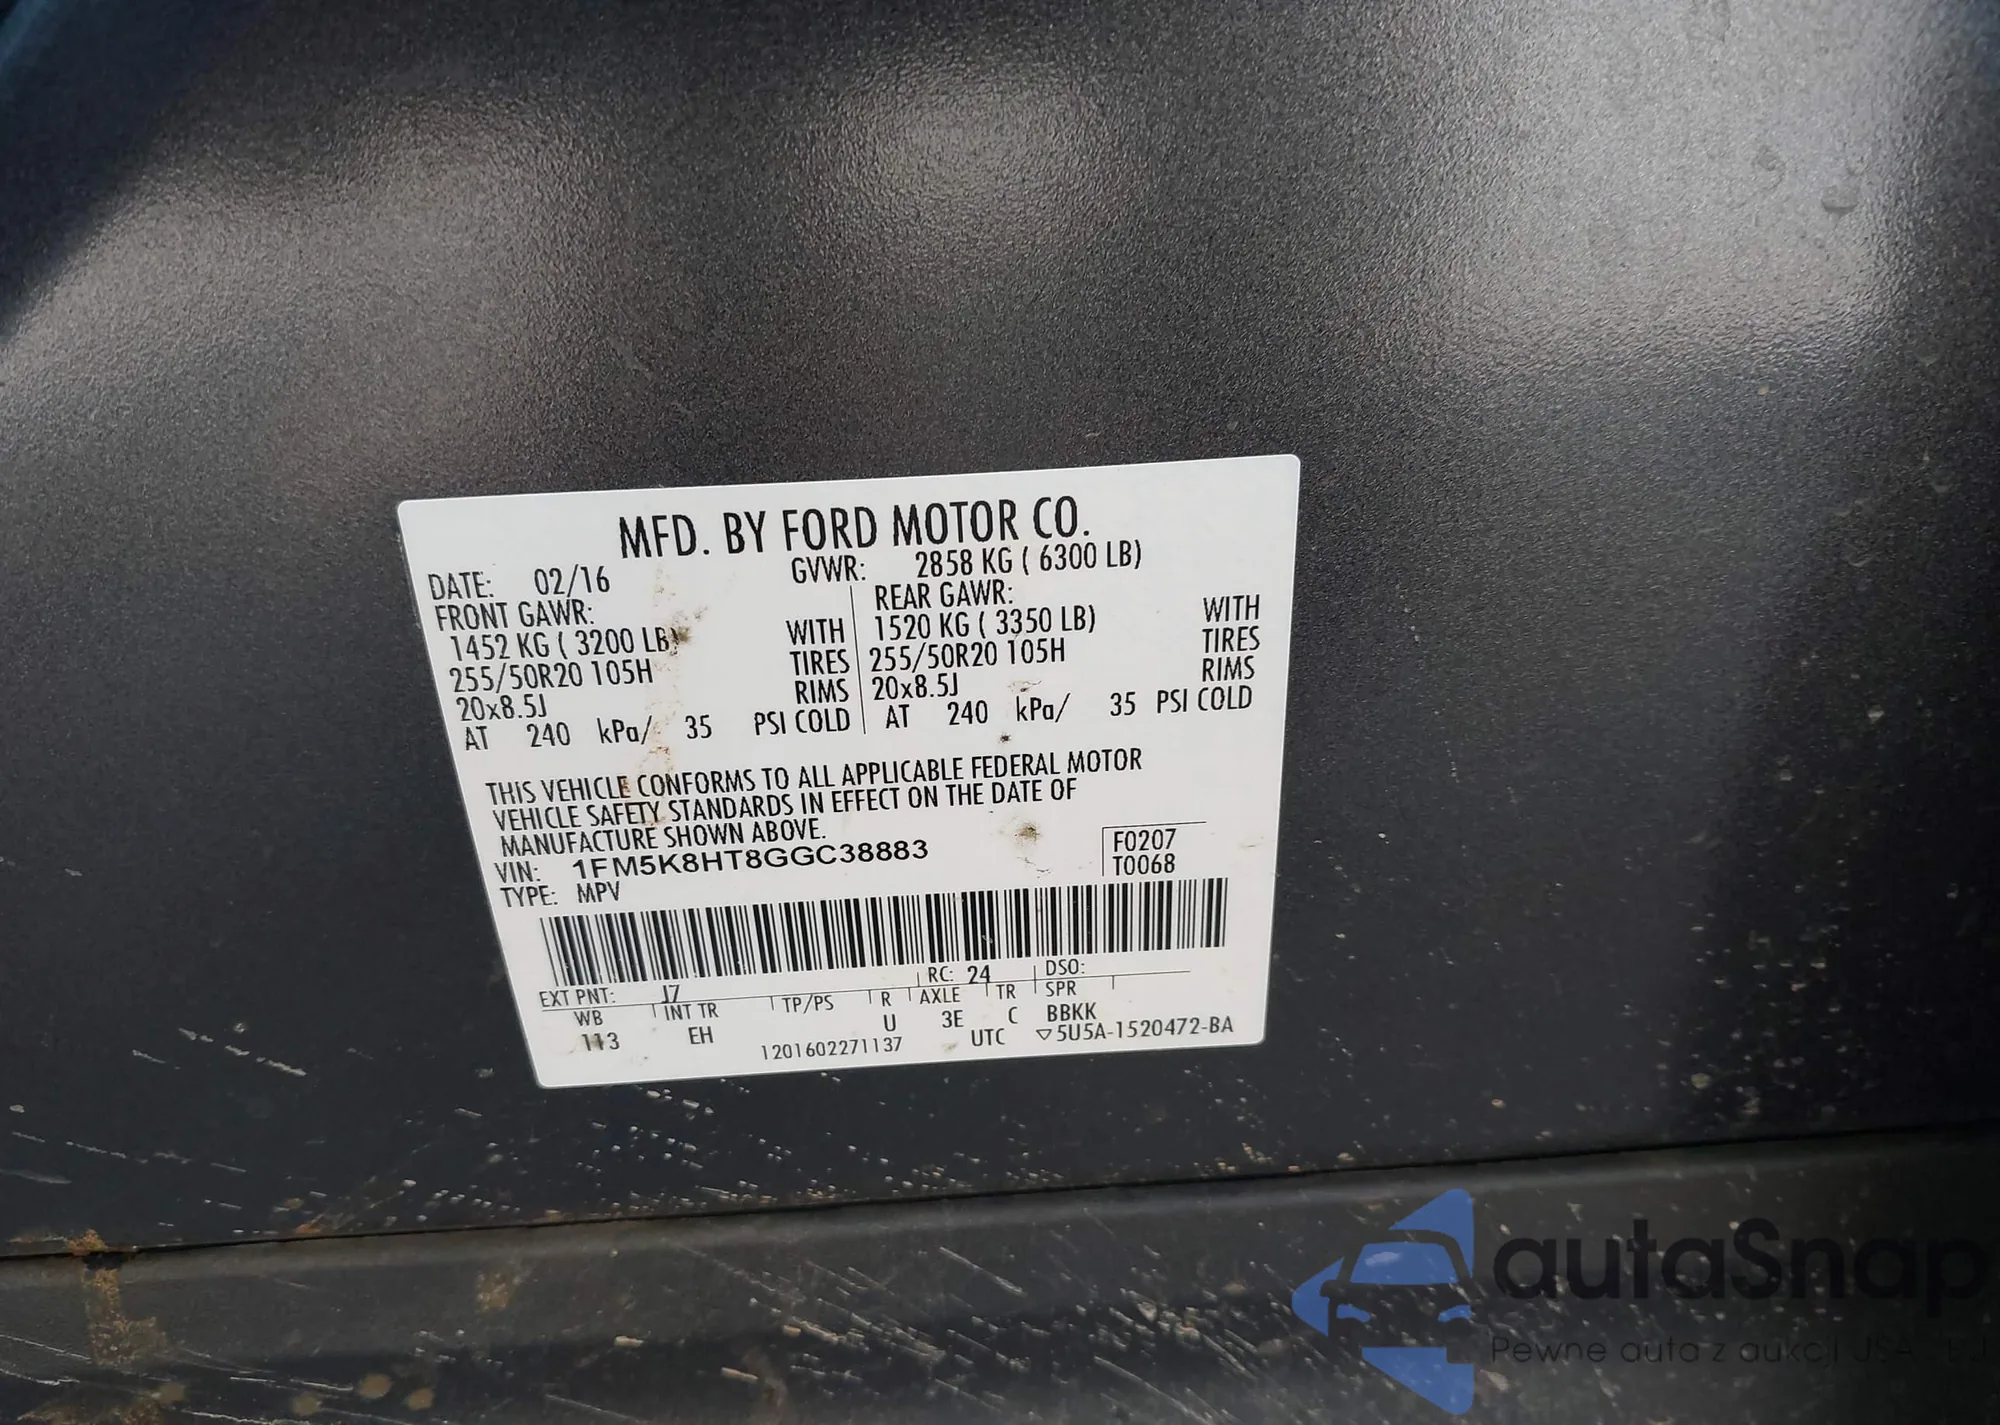 MFD. BY FORD MOTOR CO.
DATE: 02/16 GVWR: 2858 KG ( 6300 LB)
FRONT GAWR: REAR GAWR:
1452 KG ( 3200 LB) WITH 1520 KG ( 3350 LB) WITH
255/50R20 105H TIRES 255/50R20 105H TIRES
20x8.5J RIMS 20x8.5J RIMS
AT 240 kPa/ 35 PSI COLD AT 240 kPa/ 35 PSI COLD
THIS VEHICLE CONFORMS TO ALL APPLICABLE FEDERAL MOTOR
VEHICLE SAFETY STANDARDS IN EFFECT ON THE DATE OF
MANUFACTURE SHOWN ABOVE.
VIN: 1FM5K8HT8GGC38883 F0207
TYPE: MPV T0068
EXT PNT: J7 RC: 24 DSO:
WB INT TR TP/PS R AXLE TR SPR
113 EH U 3E C BBKK
1201602271137 UTC ▽5U5A-1520472-BA
autaSnap
Pewne auta z aukcji USA i EU